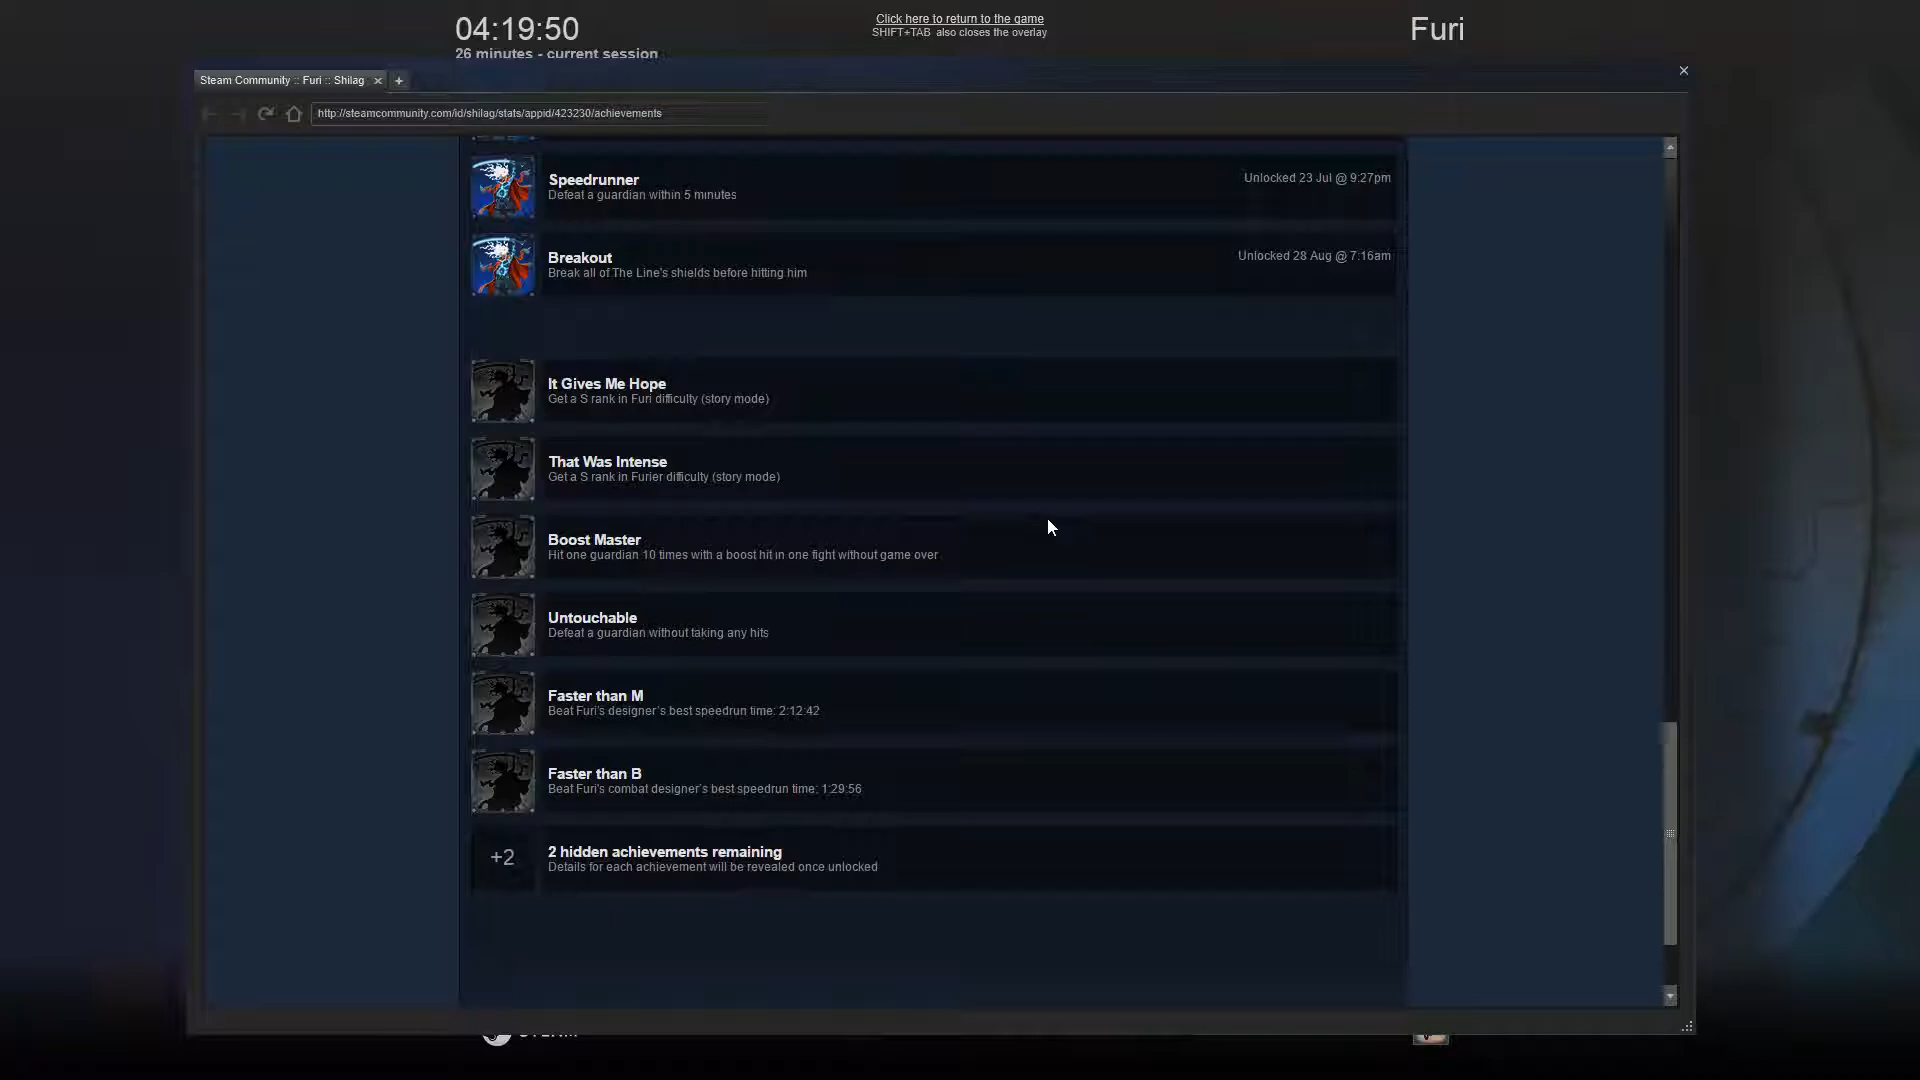 04:19:50
26 minutes - current session
Click here to return to the game
SHIFT+TAB also closes the overlay
Furi
Steam Community :: Furi :: Shilag
http://steamcommunity.com/id/shilag/stats/appid/423230/achievements
Speedrunner
Defeat a guardian within 5 minutes
Unlocked 23 Jul @ 9:27pm
Breakout
Break all of The Line's shields before hitting him
Unlocked 28 Aug @ 7:16am
It Gives Me Hope
Get a S rank in Furi difficulty (story mode)
That Was Intense
Get a S rank in Furier difficulty (story mode)
Boost Master
Hit one guardian 10 times with a boost hit in one fight without game over
Untouchable
Defeat a guardian without taking any hits
Faster than M
Beat Furi's designer's best speedrun time: 2:12:42
Faster than B
Beat Furi's combat designer's best speedrun time: 1:29:56
+2
2 hidden achievements remaining
Details for each achievement will be revealed once unlocked